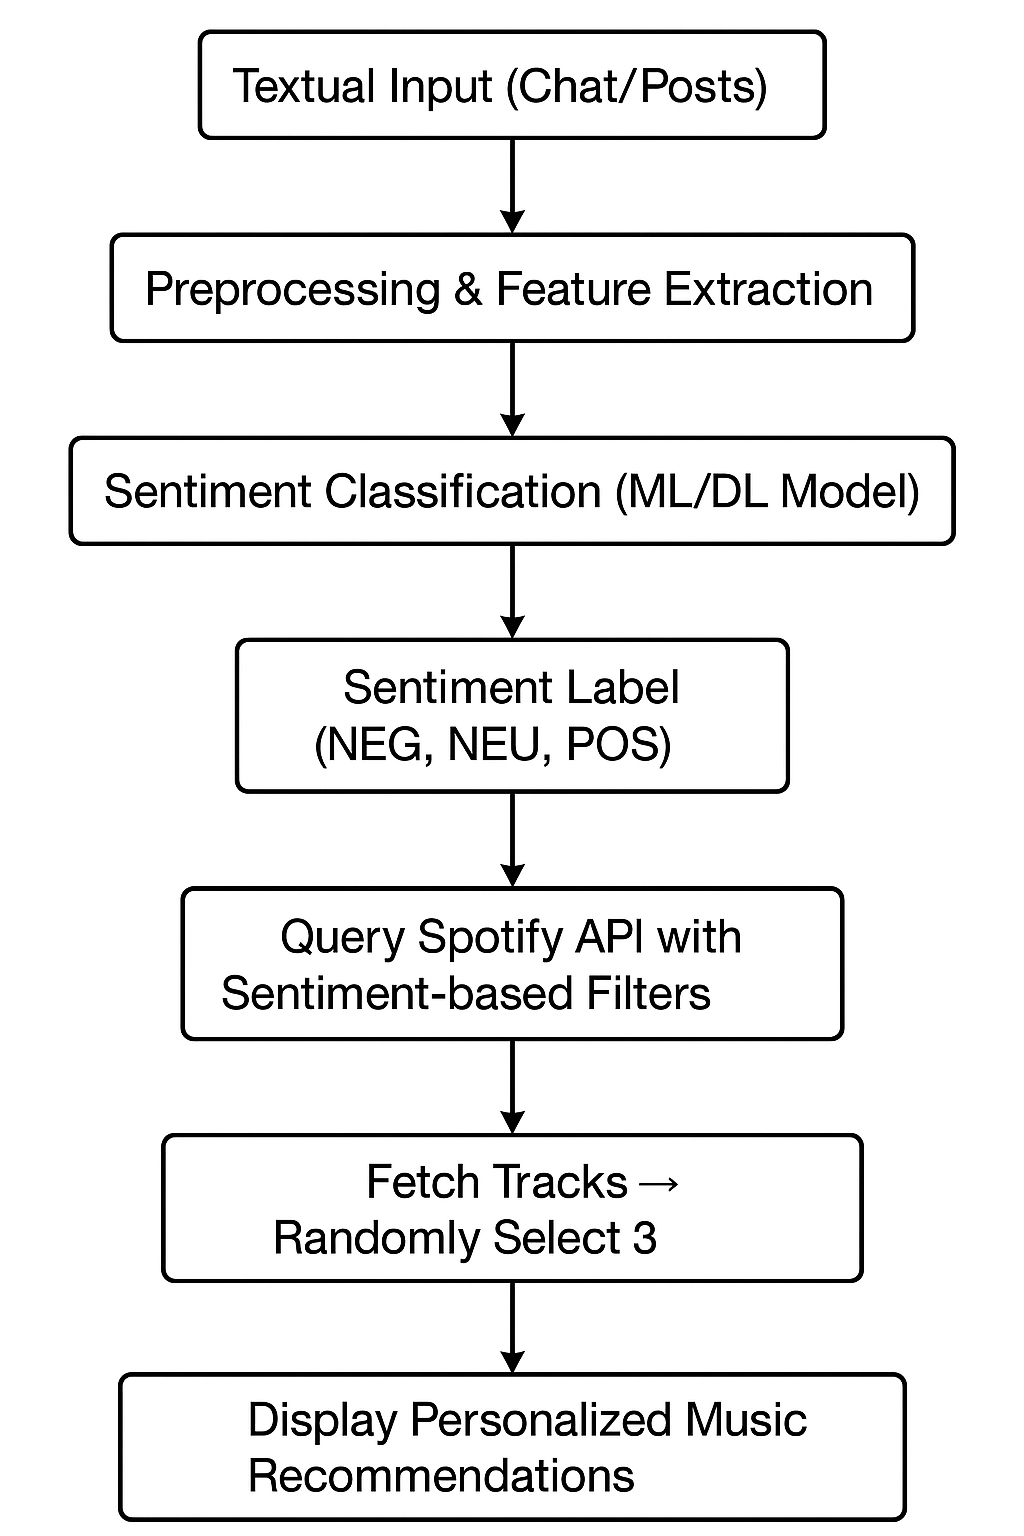 Textual Input (Chat/Posts)
Preprocessing & Feature Extraction
Sentiment Classification (ML/DL Model)
Sentiment Label
(NEG, NEU, POS)
Query Spotify API with
Sentiment-based Filters
Fetch Tracks →
Randomly Select 3
Display Personalized Music
Recommendations